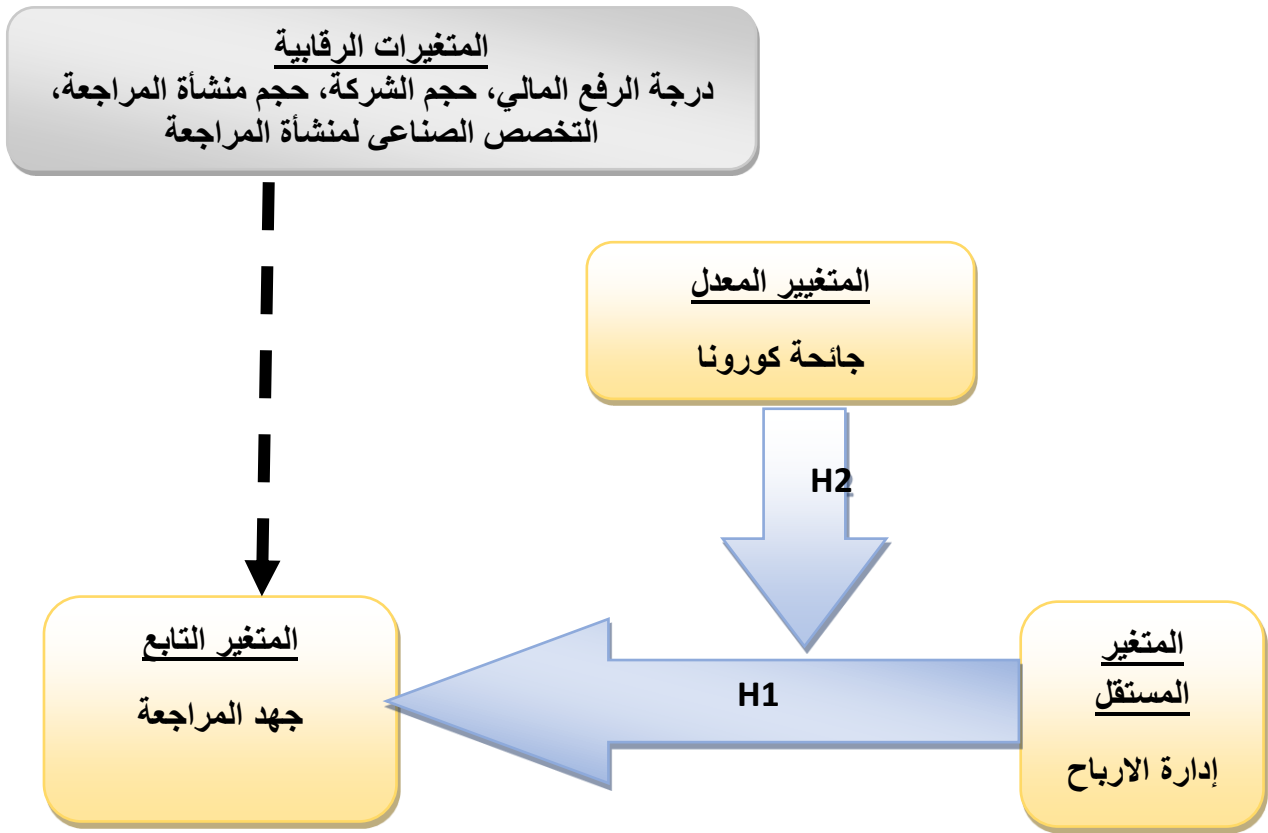 المتغيرات الرقابية
درجة الرفع المالي، حجم الشركة، حجم منشأة المراجعة،
التخصص الصناعى لمنشأة المراجعة
المتغيير المعدل
جائحة كورونا
H2
المتغير
المستقل
إدارة الارباح
H1
المتغير التابع
جهد المراجعة